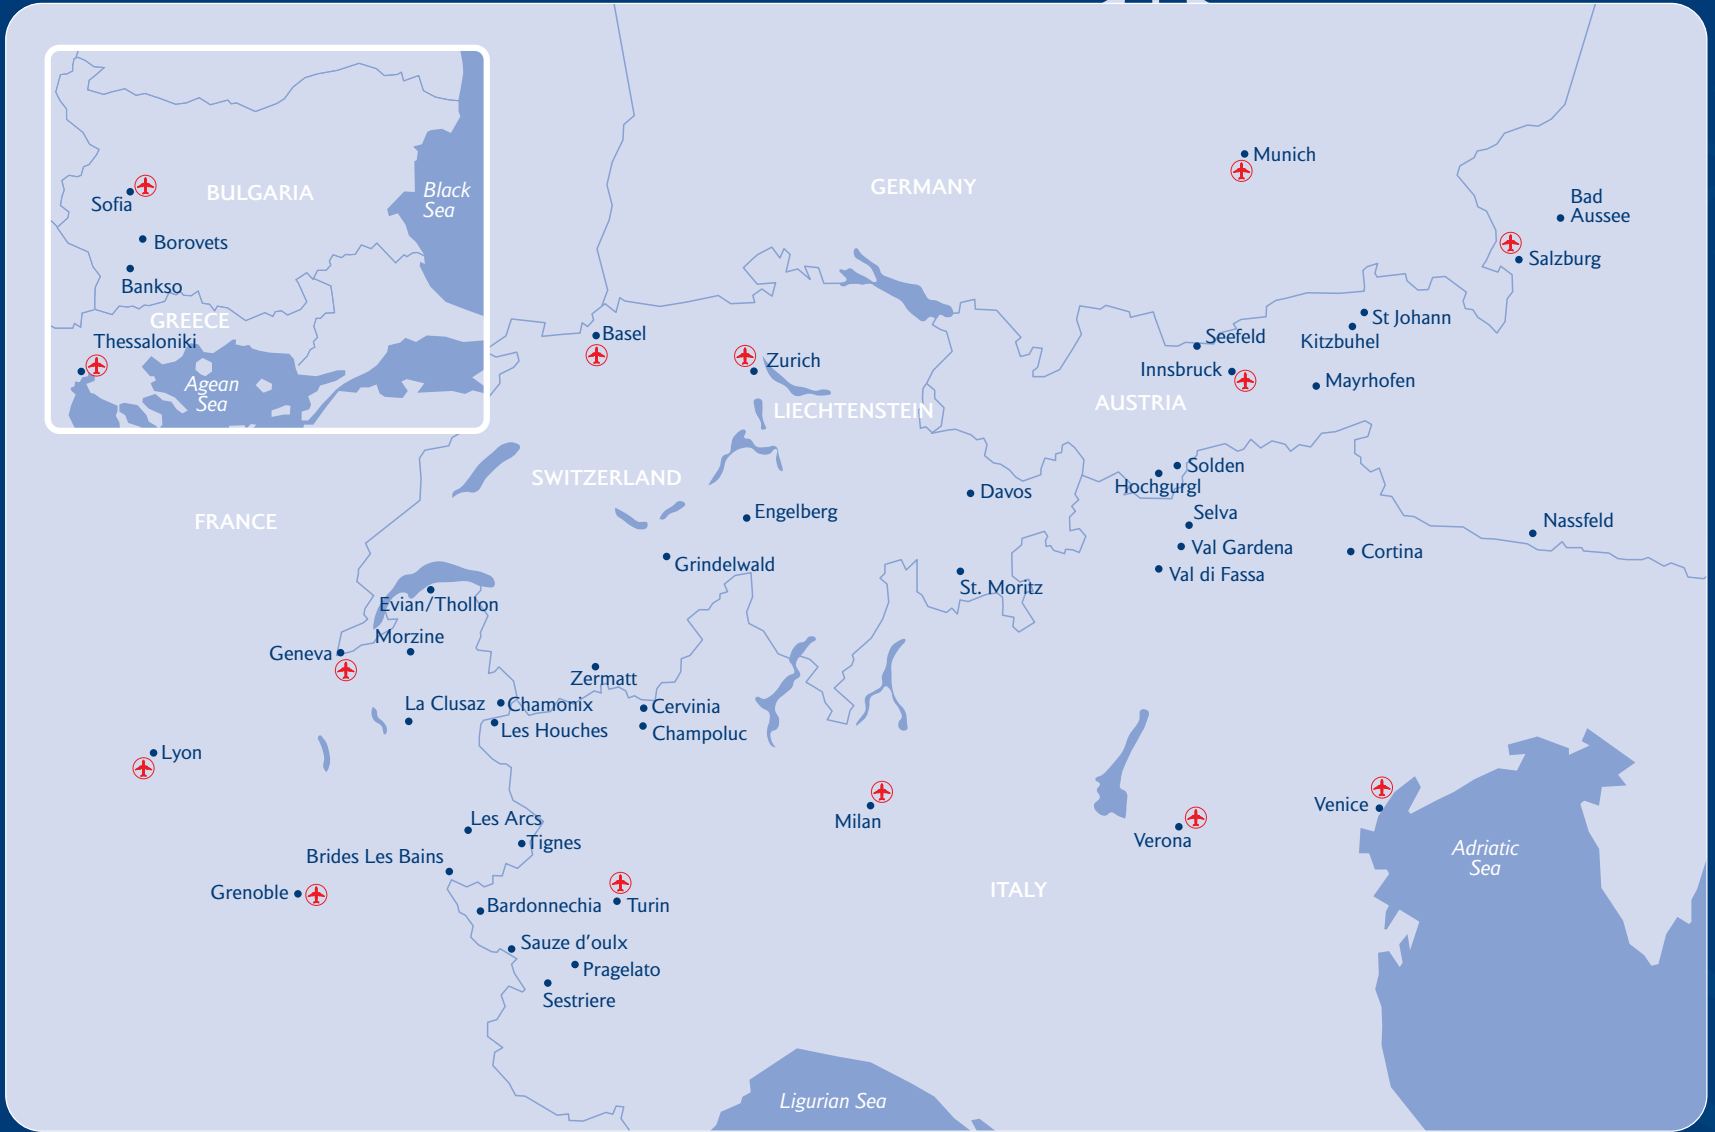 BULGARIA
Black
Sea
Sofia
Borovets
Bankso
GREECE
Thessaloniki
Agean
Sea
GERMANY
Munich
Bad
Aussee
Salzburg
St Johann
Kitzbuhel
Seefeld
Innsbruck
Mayrhofen
AUSTRIA
Basel
Zurich
LIECHTENSTEIN
SWITZERLAND
FRANCE
Davos
Solden
Hochgurgl
Selva
Val Gardena
Val di Fassa
Cortina
Nassfeld
Engelberg
Grindelwald
St. Moritz
Evian/Thollon
Morzine
Geneva
Zermatt
La Clusaz
Chamonix
Les Houches
Cervinia
Champoluc
Lyon
Milan
Verona
Venice
Adriatic
Sea
Les Arcs
Tignes
Brides Les Bains
Grenoble
Turin
Bardonnechia
ITALY
Sauze d'oulx
Pragelato
Sestriere
Ligurian Sea